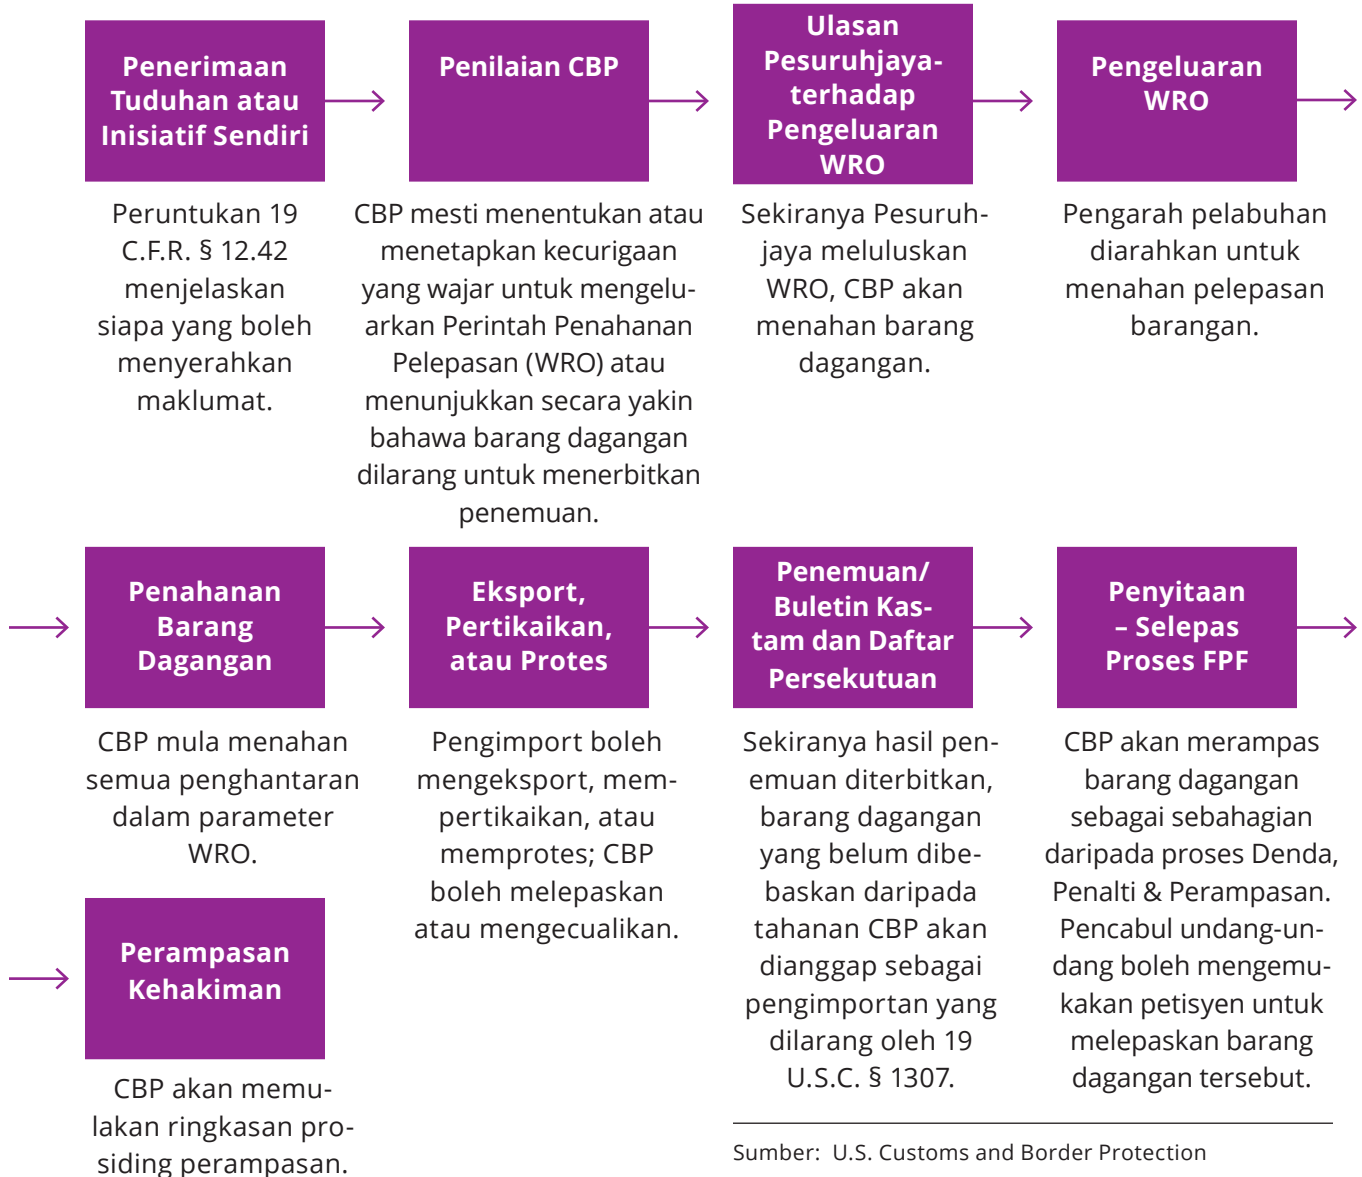 Penerimaan
Tuduhan atau
Inisiatif Sendiri
Peruntukan 19
C.F.R. § 12.42
menjelaskan
siapa yang boleh
menyerahkan
maklumat.
Penilaian CBP
CBP mesti menentukan atau
menetapkan kecurigaan
yang wajar untuk mengelu-
arkan Perintah Penahanan
Pelepasan (WRO) atau
menunjukkan secara yakin
bahawa barang dagangan
dilarang untuk menerbitkan
penemuan.
Ulasan
Pesuruhjaya-
terhadap
Pengeluaran
WRO
Sekiranya Pesuruh-
jaya meluluskan
WRO, CBP akan
menahan barang
dagangan.
Pengeluaran
WRO
Pengarah pelabuhan
diarahkan untuk
menahan pelepasan
barangan.
Penahanan
Barang
Dagangan
CBP mula menahan
semua penghantaran
dalam parameter
WRO.
Eksport,
Pertikaikan,
atau Protes
Pengimport boleh
mengeksport, mem-
pertikaikan, atau
memprotes; CBP
boleh melepaskan
atau mengecualikan.
Penemuan/
Buletin Kas-
tam dan Daftar
Persekutuan
Sekiranya hasil pen-
emuan diterbitkan,
barang dagangan
yang belum dibe-
baskan daripada
tahanan CBP akan
dianggap sebagai
pengimportan yang
dilarang oleh 19
U.S.C. § 1307.
Penyitaan
– Selepas
Proses FPF
CBP akan merampas
barang dagangan
sebagai sebahagian
daripada proses Denda,
Penalti & Perampasan.
Pencabul undang-un-
dang boleh mengemu-
kakan petisyen untuk
melepaskan barang
dagangan tersebut.
Perampasan
Kehakiman
CBP akan memu-
lakan ringkasan pro-
siding perampasan.
Sumber: U.S. Customs and Border Protection